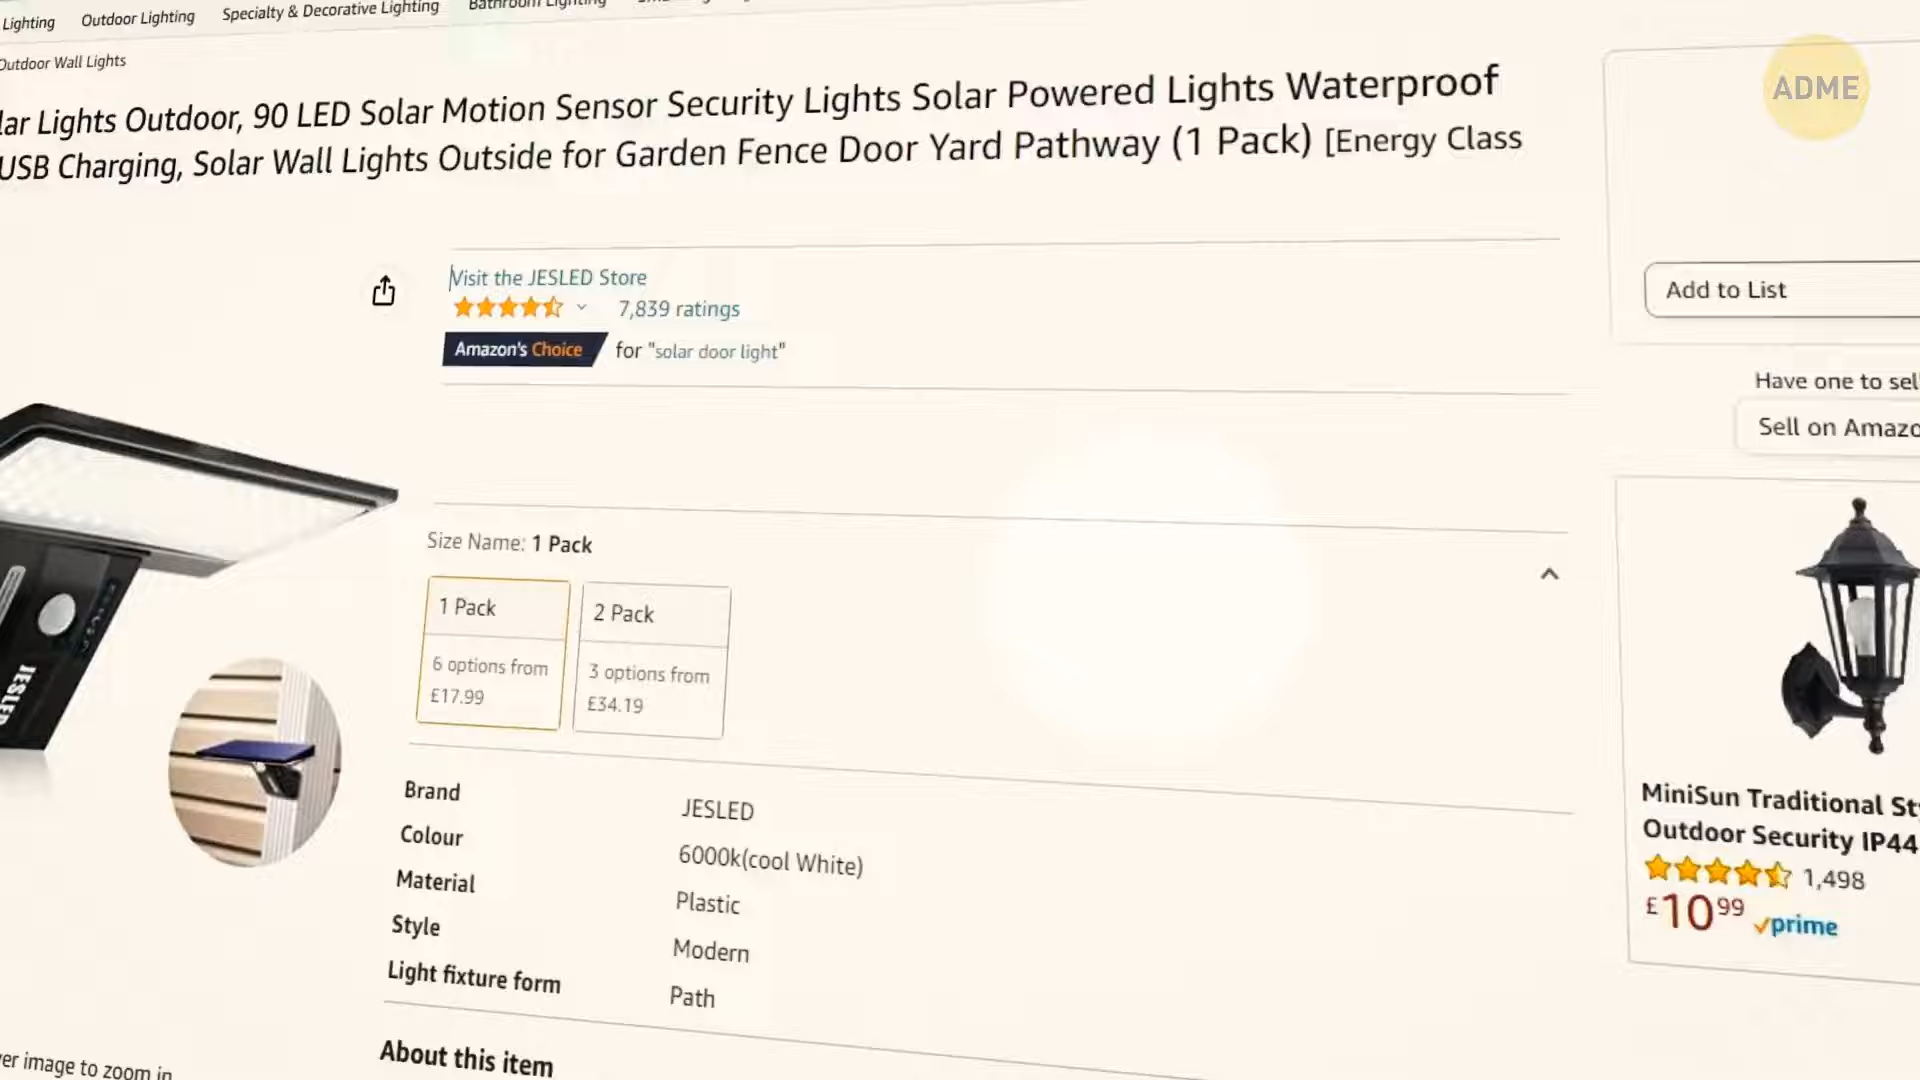 Lighting Outdoor Lighting Specialty & Decorative Lighting Bathroom Lighting
Outdoor Wall Lights
ADME
lar Lights Outdoor, 90 LED Solar Motion Sensor Security Lights Solar Powered Lights Waterproof
USB Charging, Solar Wall Lights Outside for Garden Fence Door Yard Pathway (1 Pack) [Energy Class
Visit the JESLED Store
7,839 ratings
Amazon's Choice for "solar door light"
Add to List
Have one to sel
Sell on Amazo
Size Name: 1 Pack
1 Pack
6 options from
£17.99
2 Pack
3 options from
£34.19
JESLED
Brand JESLED
Colour 6000k(cool White)
Material Plastic
Style Modern
Light fixture form Path
About this item
er image to zoom in
MiniSun Traditional St
Outdoor Security IP44
1,498
£10.99 prime